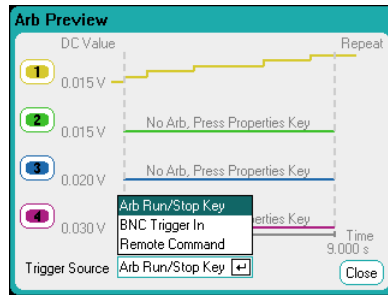 Arb Preview
DC Value Repeat
1 0.015 V
2 0.015 V No Arb, Press Properties Key
3 0.020 V No Arb, Press Properties Key
4 0.030 V perties Key
Arb Run/Stop Key
BNC Trigger In
Remote Command
Time
9.000 s
Trigger Source Arb Run/Stop Key Close